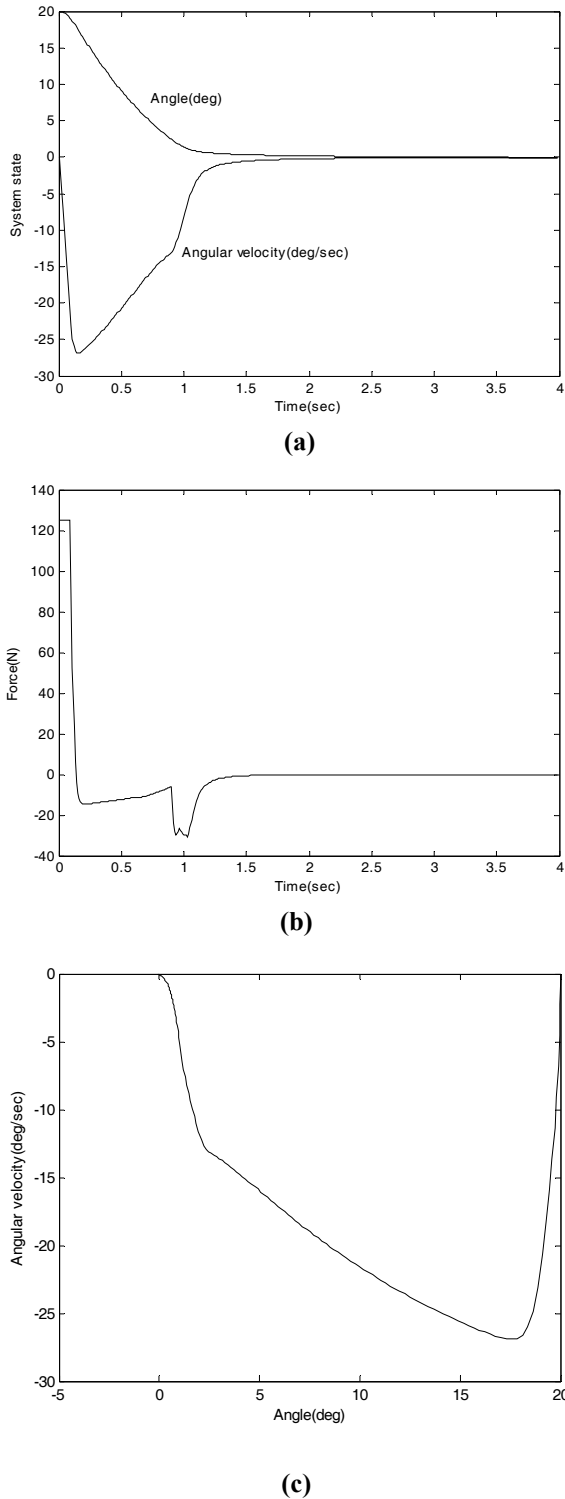 20
15
10
5
0
-5
-10
-15
-20
-25
-30
System state
Angle(deg)
Angular velocity(deg/sec)
0 0.5 1 1.5 2 2.5 3 3.5 4
Time(sec)
(a)
140
120
100
80
60
40
20
0
-20
-40
Force(N)
0 0.5 1 1.5 2 2.5 3 3.5 4
Time(sec)
(b)
0
-5
-10
-15
-20
-25
-30
Angular velocity(deg/sec)
-5 0 5 10 15 20
Angle(deg)
(c)